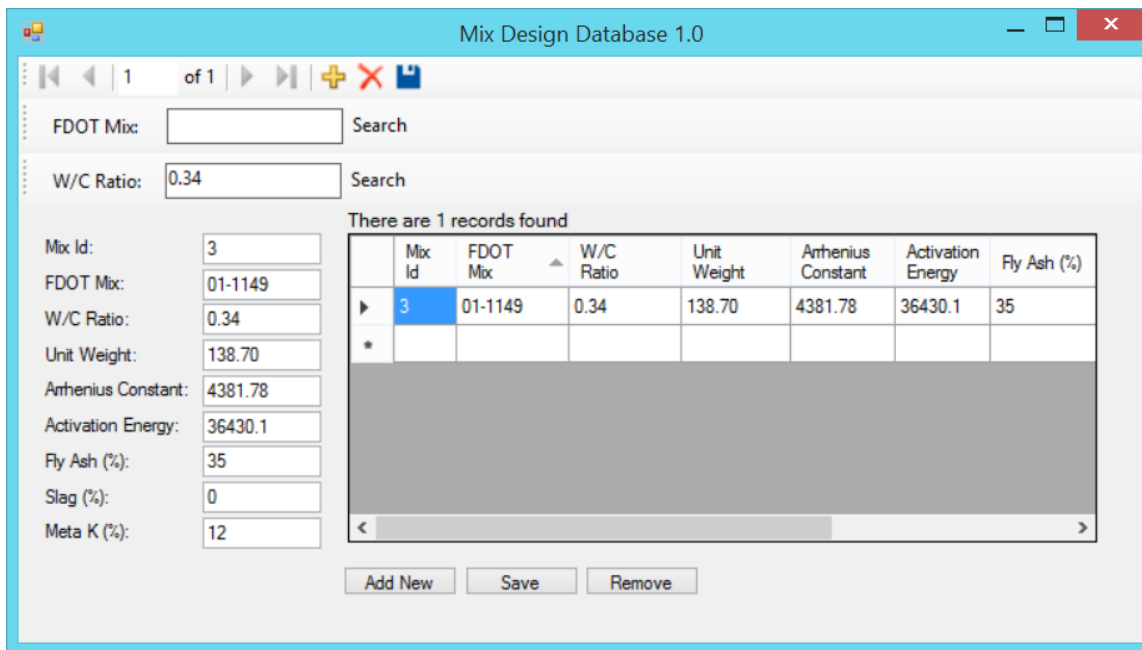 Mix Design Database 1.0
1 of 1
FDOT Mix: Search
W/C Ratio: 0.34 Search
There are 1 records found
Mix Id: 3
FDOT Mix: 01-1149
W/C Ratio: 0.34
Unit Weight: 138.70
Arrhenius Constant: 4381.78
Activation Energy: 36430.1
Fly Ash (%): 35
Slag (%): 0
Meta K (%): 12
Mix Id FDOT Mix W/C Ratio Unit Weight Arrhenius Constant Activation Energy Fly Ash (%)
3 01-1149 0.34 138.70 4381.78 36430.1 35
Add New Save Remove